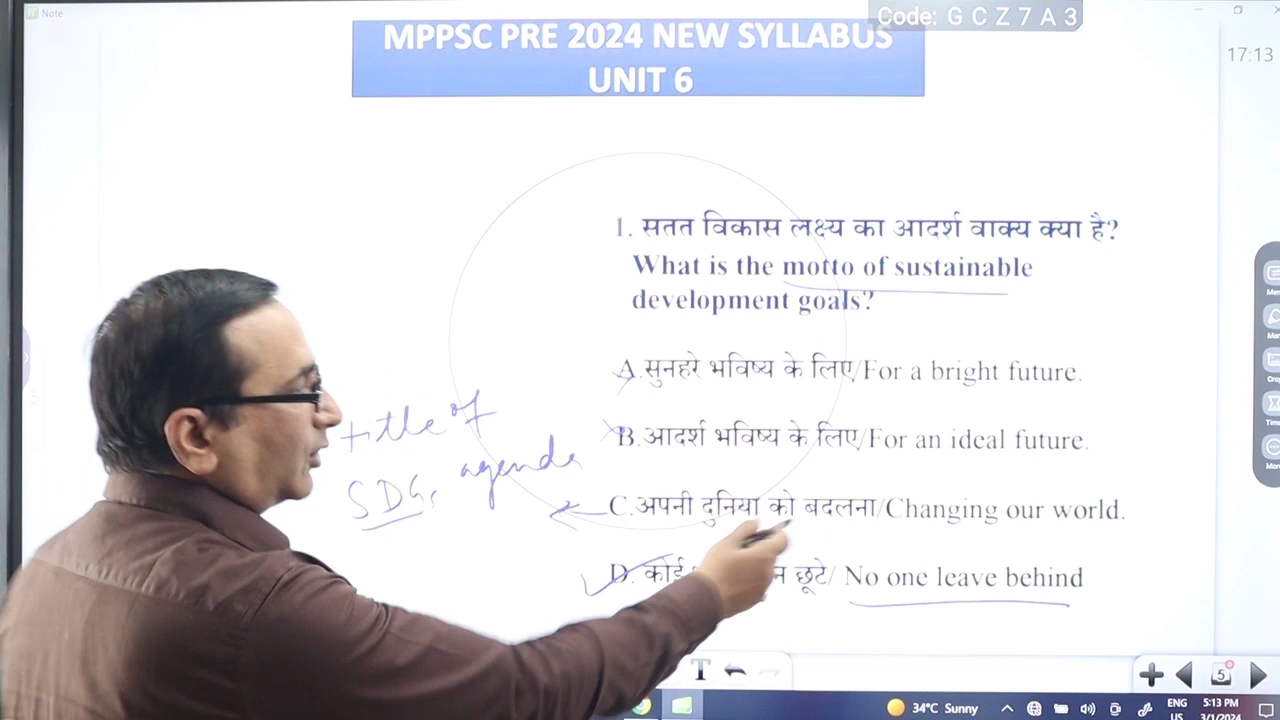 Note
Code: G C Z 7 A 3
MPPSC PRE 2024 NEW SYLLABUS
UNIT 6
17:13
1. सतत विकास लक्ष्य का आदर्श वाक्य क्या है?
What is the motto of sustainable
development goals?
A.सुनहरे भविष्य के लिए/For a bright future.
B.आदर्श भविष्य के लिए/For an ideal future.
title of
SDGs agenda
C.अपनी दुनिया को बदलना/Changing our world.
D. कोई न छूटे/ No one leave behind
T
5
34°C Sunny
ENG
US
5:13 PM
3/1/2024